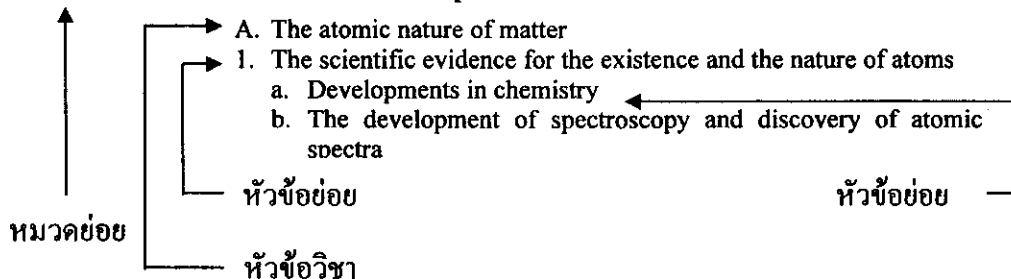 A. The atomic nature of matter
1. The scientific evidence for the existence and the nature of atoms
a. Developments in chemistry
b. The development of spectroscopy and discovery of atomic
spectra
หัวข้อย่อย หัวข้อย่อย
หมวดย่อย
หัวข้อวิชา